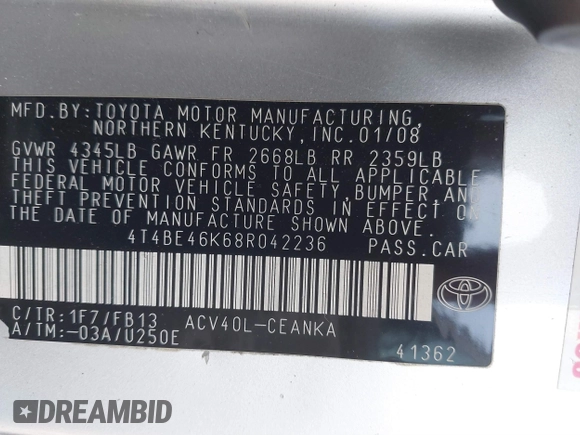 MFD.BY:TOYOTA MOTOR MANUFACTURING,
NORTHERN KENTUCKY,INC.01/08
GVWR 4345LB GAWR FR 2668LB RR 2359LB
THIS VEHICLE CONFORMS TO ALL APPLICABLE
FEDERAL MOTOR VEHICLE SAFETY,BUMPER,AND
THEFT PREVENTION STANDARDS IN EFFECT ON
THE DATE OF MANUFACTURE SHOWN ABOVE.
4T4BE46K68R042236 PASS.CAR
C/TR:1F7/FB13 ACV40L-CEANKA
A/TM:-03A/U250E
41362
DREAMBID